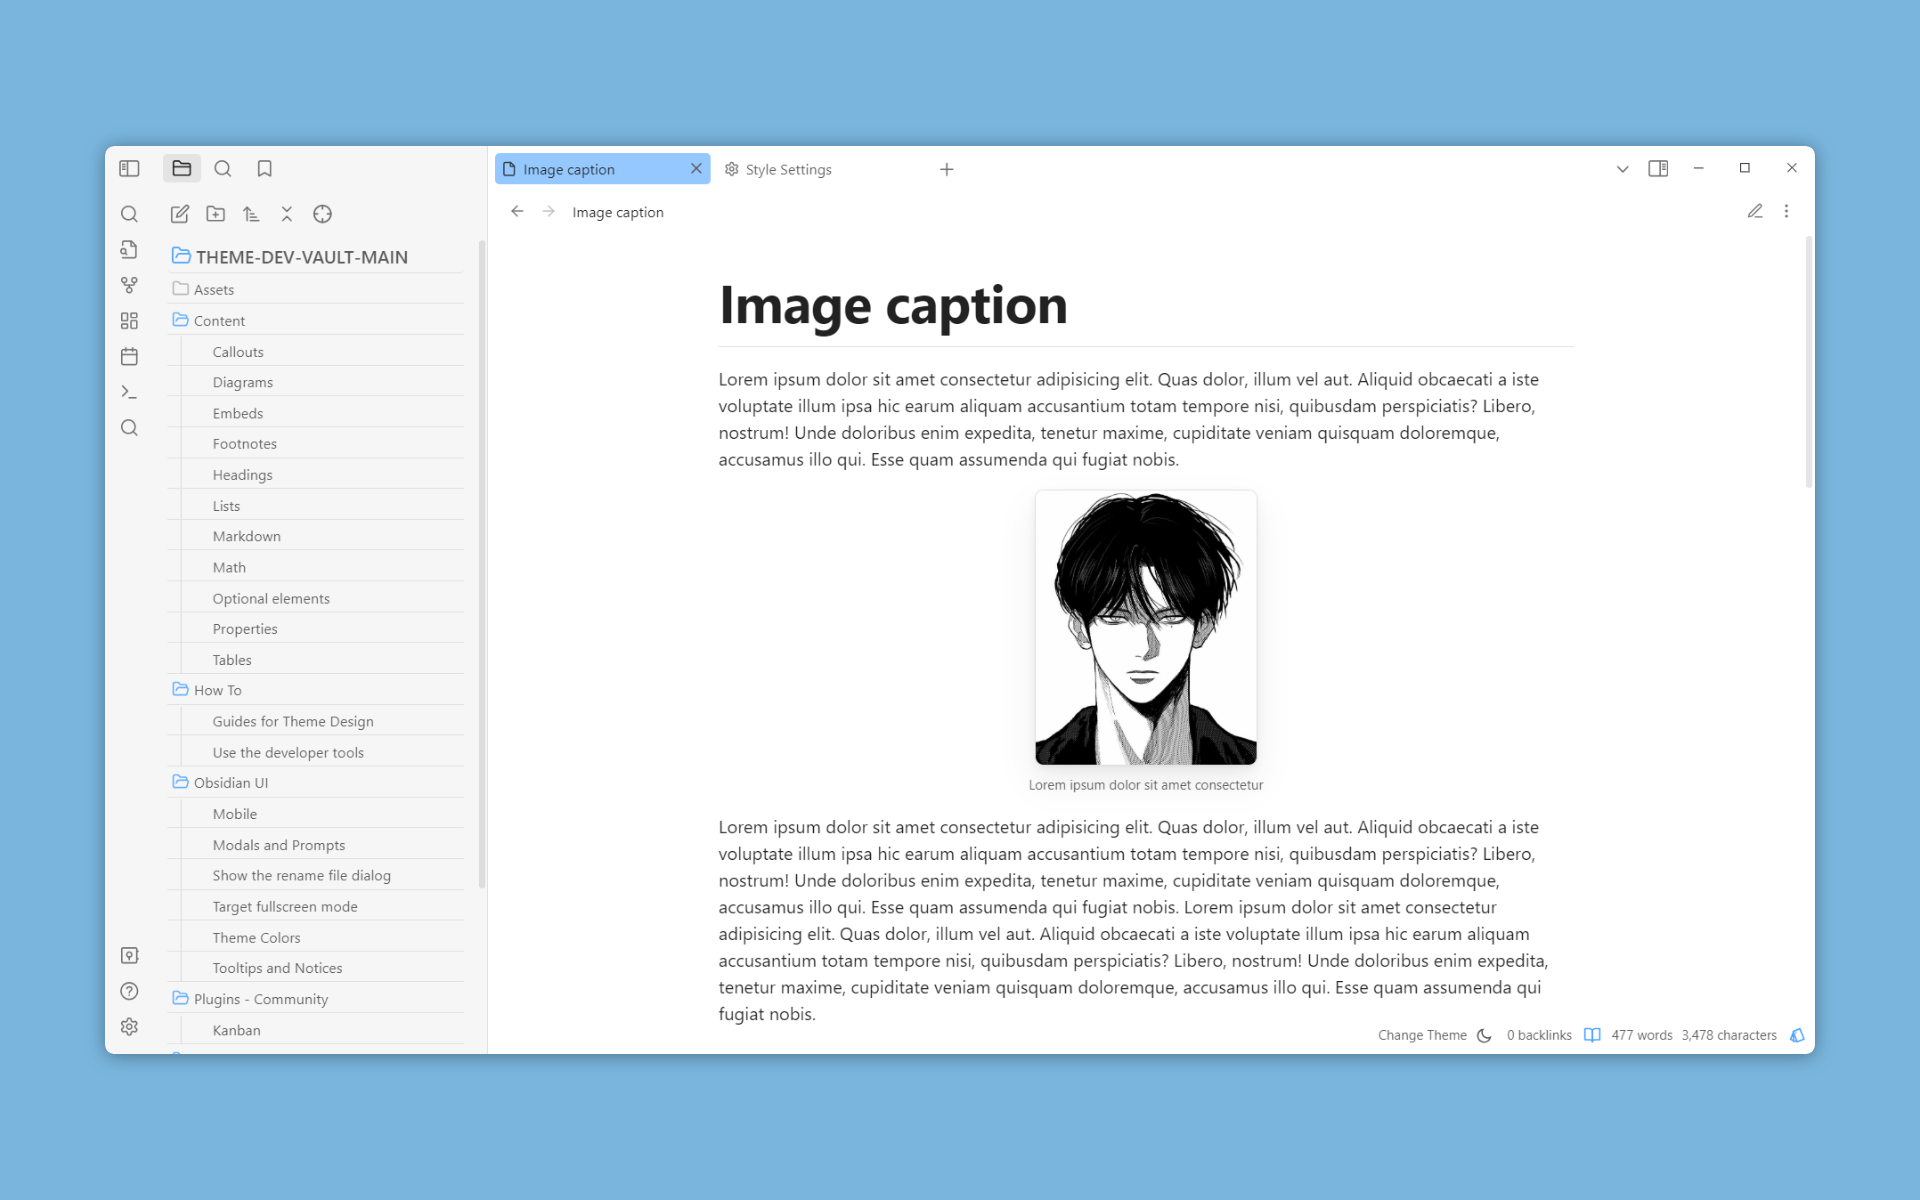 Image caption
Style Settings
Image caption
THEME-DEV-VAULT-MAIN
Assets
Content
Callouts
Diagrams
Embeds
Footnotes
Headings
Lists
Markdown
Math
Optional elements
Properties
Tables
How To
Guides for Theme Design
Use the developer tools
Obsidian UI
Mobile
Modals and Prompts
Show the rename file dialog
Target fullscreen mode
Theme Colors
Tooltips and Notices
Plugins - Community
Kanban
Image caption
Lorem ipsum dolor sit amet consectetur adipisicing elit. Quas dolor, illum vel aut. Aliquid obcaecati a iste
voluptate illum ipsa hic earum aliquam accusantium totam tempore nisi, quibusdam perspiciatis? Libero,
nostrum! Unde doloribus enim expedita, tenetur maxime, cupiditate veniam quisquam doloremque,
accusamus illo qui. Esse quam assumenda qui fugiat nobis.
Lorem ipsum dolor sit amet consectetur
Lorem ipsum dolor sit amet consectetur adipisicing elit. Quas dolor, illum vel aut. Aliquid obcaecati a iste
voluptate illum ipsa hic earum aliquam accusantium totam tempore nisi, quibusdam perspiciatis? Libero,
nostrum! Unde doloribus enim expedita, tenetur maxime, cupiditate veniam quisquam doloremque,
accusamus illo qui. Esse quam assumenda qui fugiat nobis. Lorem ipsum dolor sit amet consectetur
adipisicing elit. Quas dolor, illum vel aut. Aliquid obcaecati a iste voluptate illum ipsa hic earum aliquam
accusantium totam tempore nisi, quibusdam perspiciatis? Libero, nostrum! Unde doloribus enim expedita,
tenetur maxime, cupiditate veniam quisquam doloremque, accusamus illo qui. Esse quam assumenda qui
fugiat nobis.
Change Theme 0 backlinks 477 words 3,478 characters